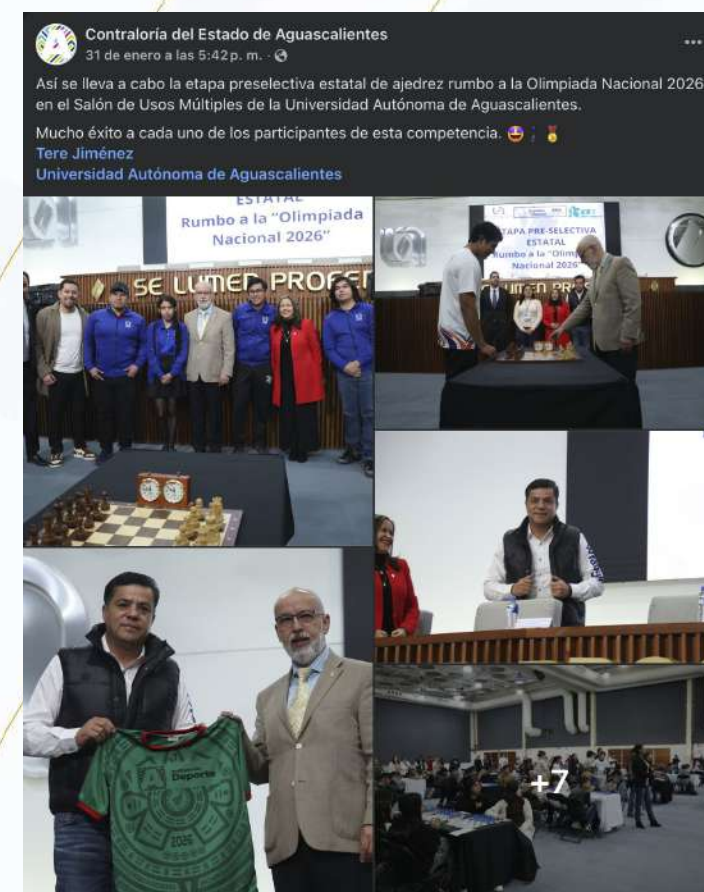 Contraloría del Estado de Aguascalientes
31 de enero a las 5:42 p. m. ·
Así se lleva a cabo la etapa preselectiva estatal de ajedrez rumbo a la Olimpiada Nacional 2026
en el Salón de Usos Múltiples de la Universidad Autónoma de Aguascalientes.
Mucho éxito a cada uno de los participantes de esta competencia.
Tere Jiménez
Universidad Autónoma de Aguascalientes
ESTATAL
Rumbo a la "Olimpiada
Nacional 2026"
SE LUMEN PROFER
ETAPA PRE-SELECTIVA
ESTATAL
Rumbo a la "Olimp
Nacional 2026"
LUMEN PRO
Deporte
2026
+7